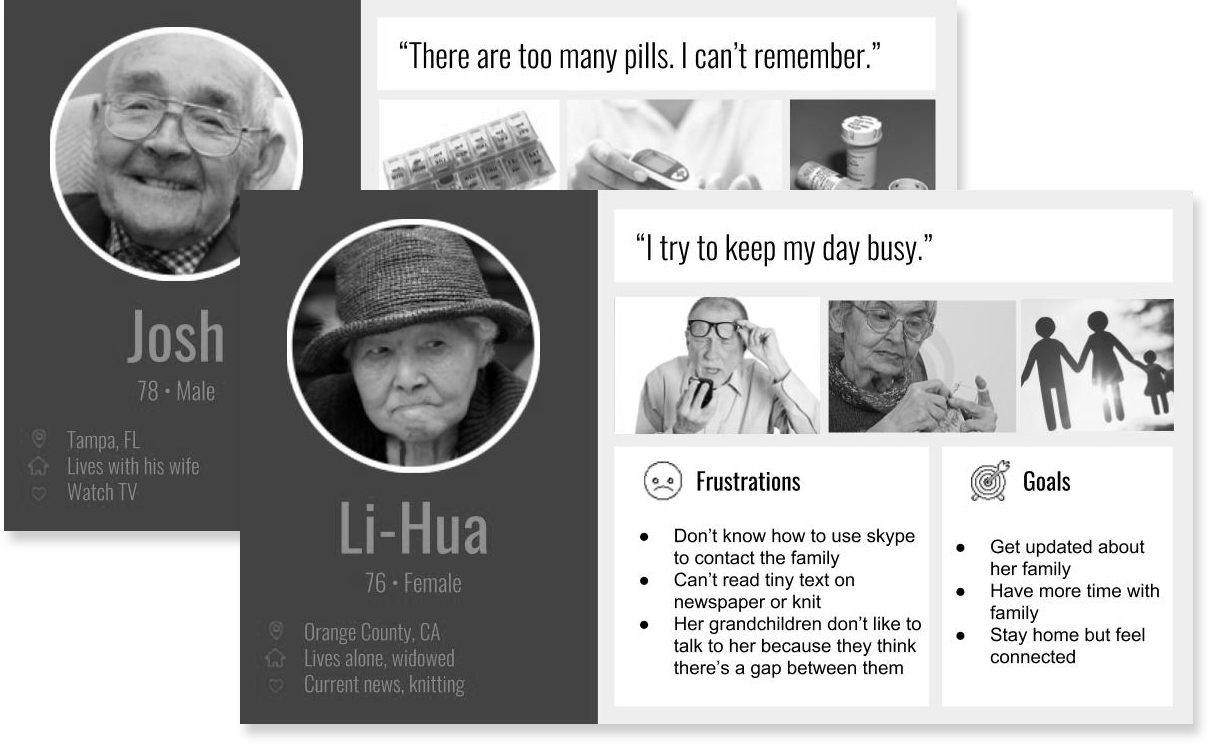 “There are too many pills. I can’t remember.”
Josh
78 • Male
Tampa, FL
Lives with his wife
Watch TV
“I try to keep my day busy.”
Li-Hua
76 • Female
Orange County, CA
Lives alone, widowed
Current news, knitting
Frustrations
● Don’t know how to use skype
to contact the family
● Can’t read tiny text on
newspaper or knit
● Her grandchildren don’t like to
talk to her because they think
there’s a gap between them
Goals
● Get updated about
her family
● Have more time with
family
● Stay home but feel
connected